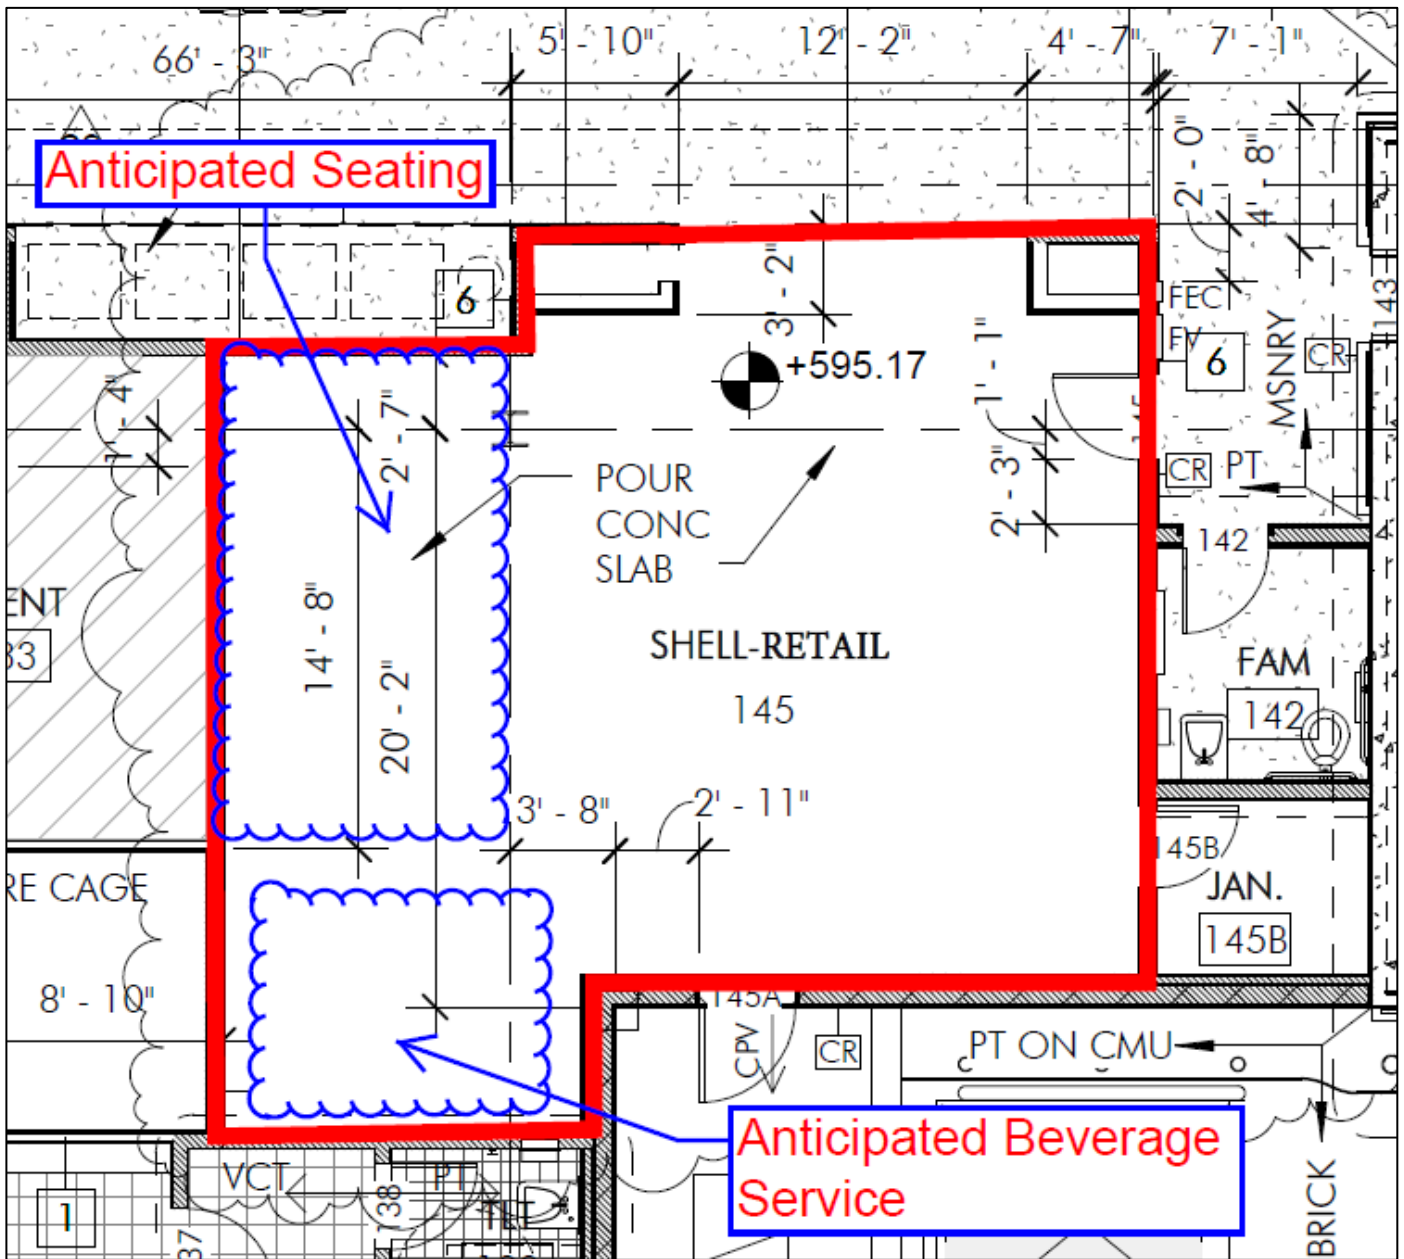 66' - 3"
5' - 10"
12' - 2"
4' - 7"
7' - 1"
Anticipated Seating
2' - 0"
4' - 8"
6
3' - 2"
FEC
FV
6
MSNRY
CR
143
+595.17
1' - 4"
2' - 7"
1' - 1"
2' - 3"
CR PT
POUR
CONC
SLAB
142
14' - 8"
20' - 2"
SHELL-RETAIL
145
FAM
142
3' - 8"
2' - 11"
145B
JAN.
145B
RE CAGE
8' - 10"
145A
CPV
CR
PT ON CMU
Anticipated Beverage
Service
VCT
PT
138
1
BRICK